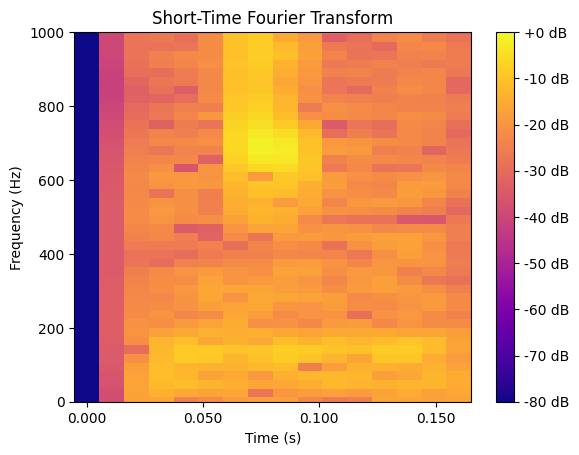 Short-Time Fourier Transform
1000
800
600
400
200
0
Frequency (Hz)
0.000
0.050
0.100
0.150
Time (s)
+0 dB
-10 dB
-20 dB
-30 dB
-40 dB
-50 dB
-60 dB
-70 dB
-80 dB